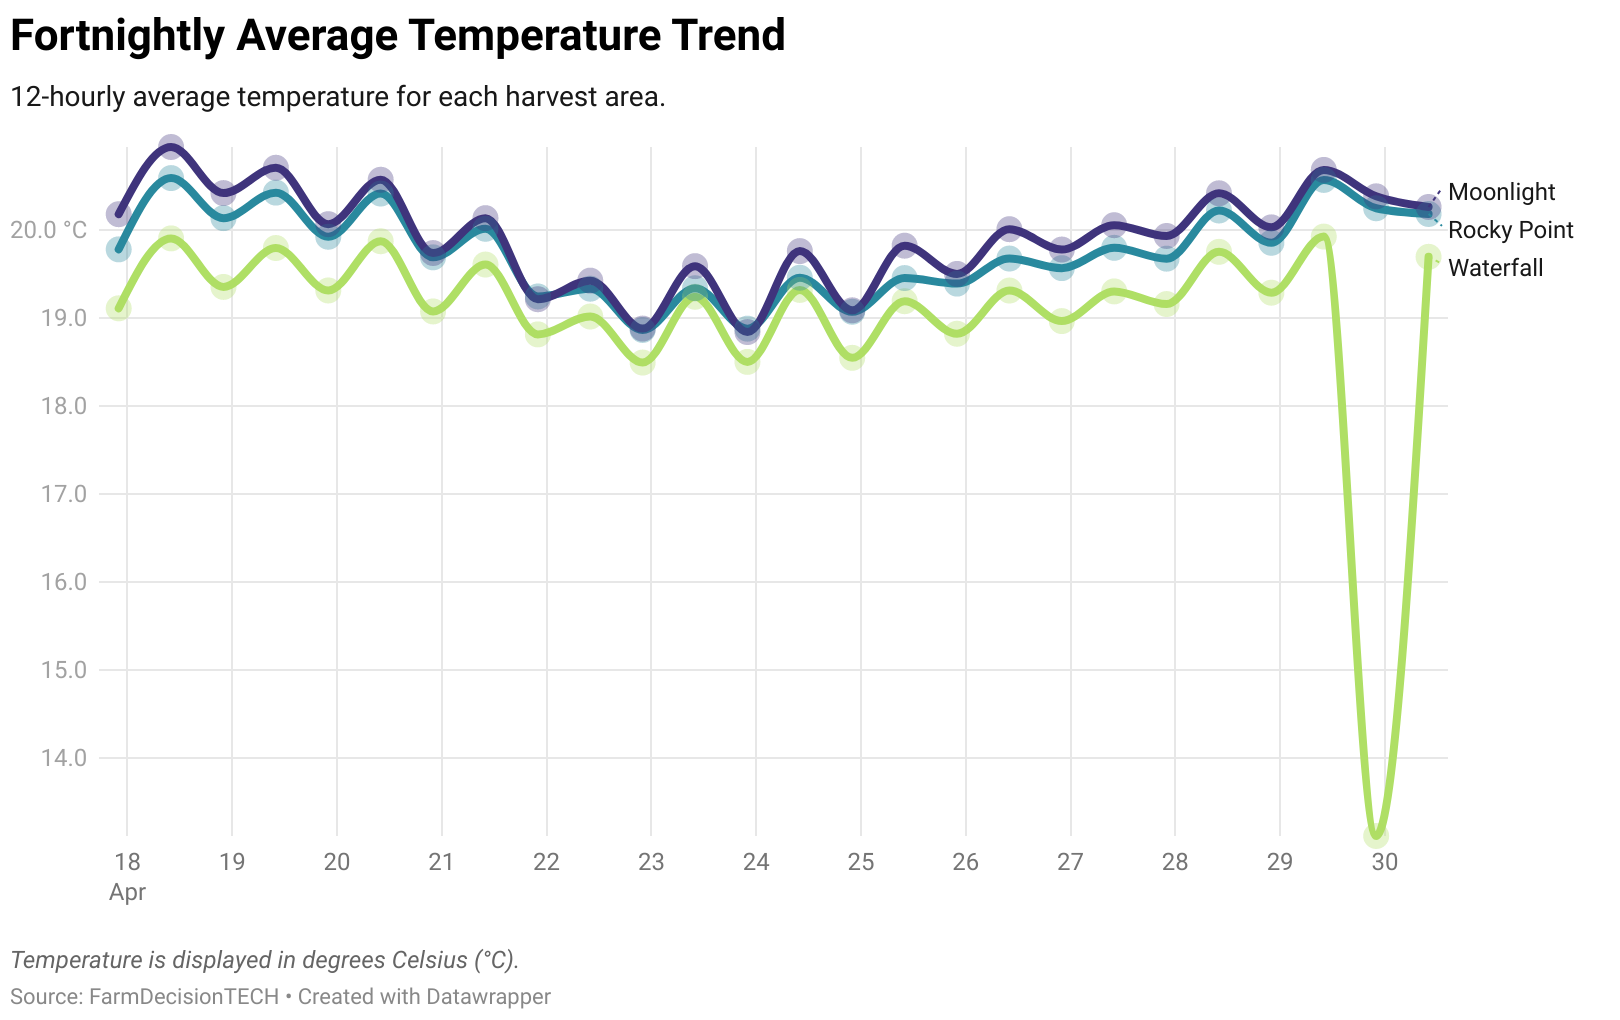 Fortnightly Average Temperature Trend
12-hourly average temperature for each harvest area.
Moonlight
20.0 °C
Rocky Point
Waterfall
19.0
18.0
17.0
16.0
15.0
14.0
18 19 20 21 22 23 24 25 26 27 28 29 30
Apr
Temperature is displayed in degrees Celsius (°C).
Source: FarmDecisionTECH • Created with Datawrapper